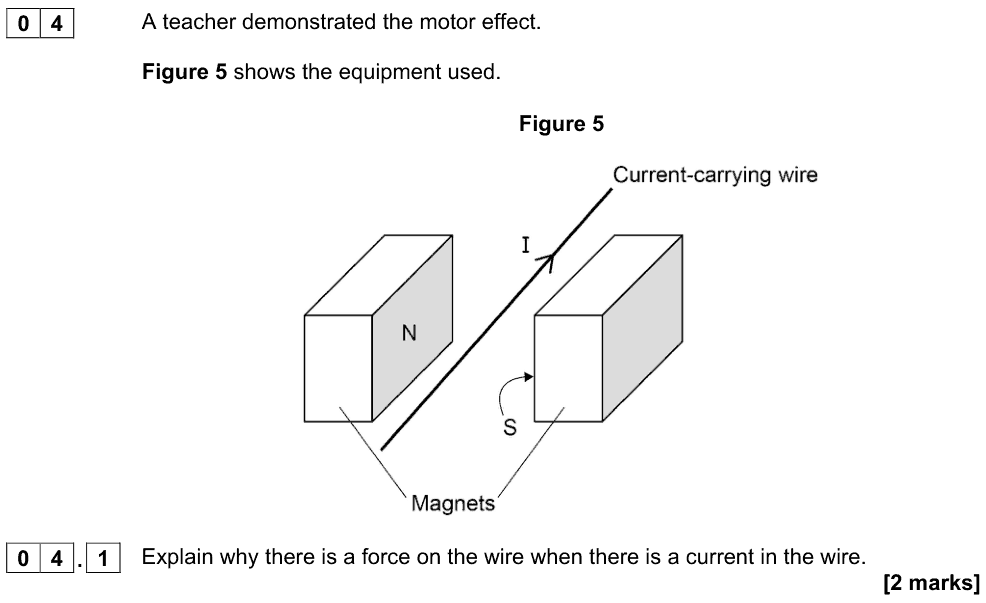 0 4 A teacher demonstrated the motor effect.
Figure 5 shows the equipment used.
Figure 5
Current-carrying wire
I
N
S
Magnets
0 4 . 1 Explain why there is a force on the wire when there is a current in the wire.
[2 marks]